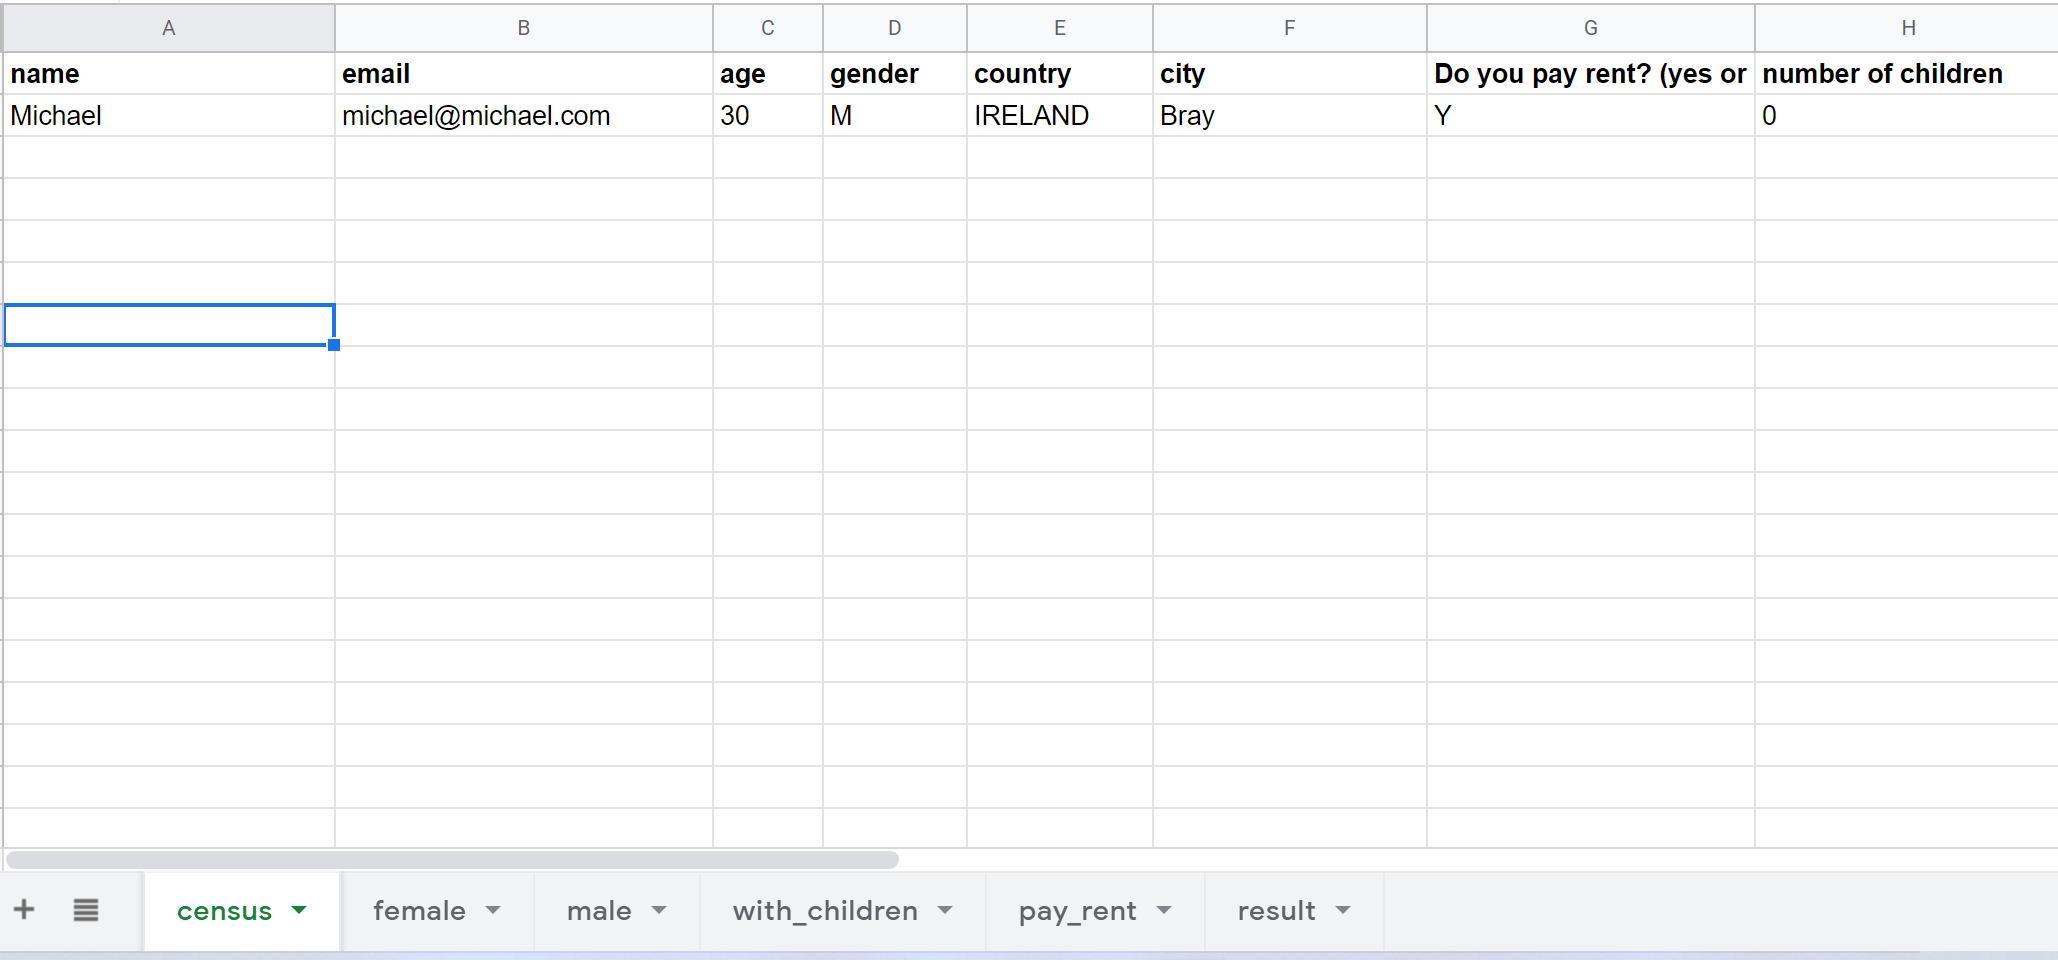 A B C D E F G H
name email age gender country city Do you pay rent? (yes or number of children
Michael michael@michael.com 30 M IRELAND Bray Y 0
census female male with_children pay_rent result